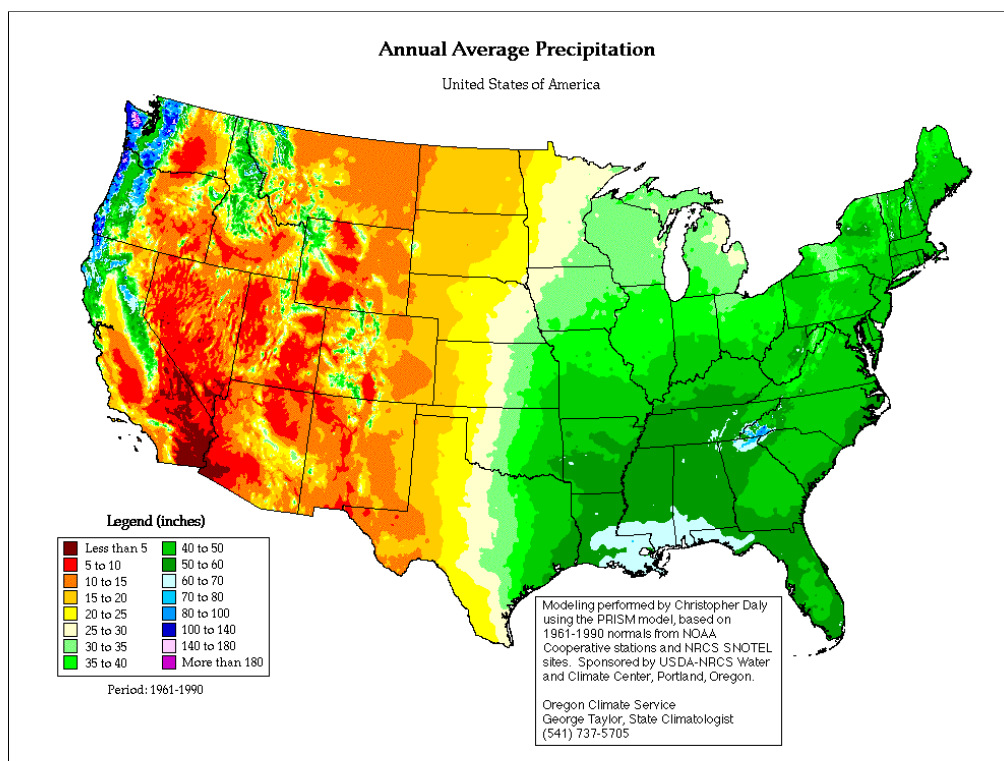 Annual Average Precipitation
United States of America
Legend (inches)
Less than 5
5 to 10
10 to 15
15 to 20
20 to 25
25 to 30
30 to 35
35 to 40
40 to 50
50 to 60
60 to 70
70 to 80
80 to 100
100 to 140
140 to 180
More than 180
Period: 1961-1990
Modeling performed by Christopher Daly
using the PRISM model, based on
1961-1990 normals from NOAA
Cooperative stations and NRCS SNOTEL
sites. Sponsored by USDA-NRCS Water
and Climate Center, Portland, Oregon.
Oregon Climate Service
George Taylor, State Climatologist
(541) 737-5705